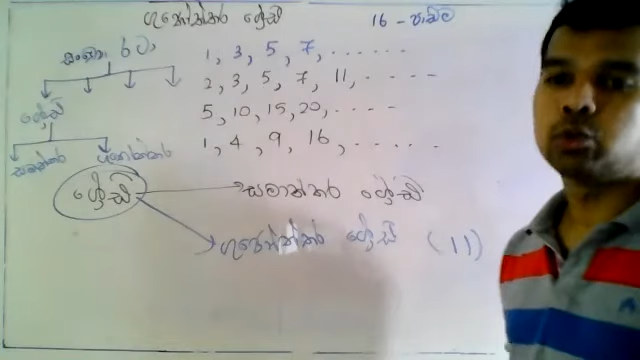 ගුණෝත්තර ශ්‍රේඪි 16 - පාඩම
සංඛ්‍යා රටා
1, 3, 5, 7, ......
2, 3, 5, 7, 11, ....
ශ්‍රේඪි
5, 10, 15, 20, ....
1, 4, 9, 16, .....
සමාන්තර ගුණෝත්තර
ශ්‍රේඪි
සමාන්තර ශ්‍රේඪි
ගුණෝත්තර ශ්‍රේඪි (11)